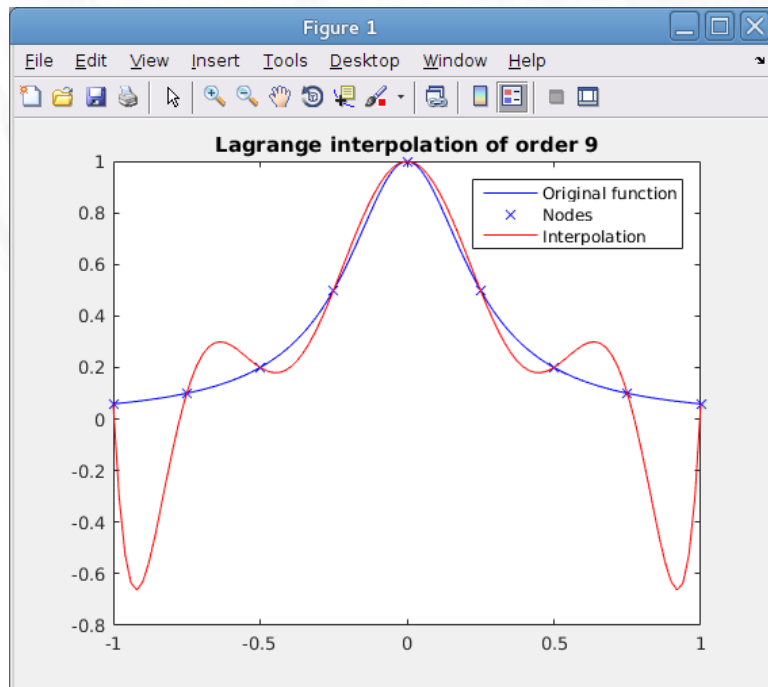 Figure 1
File Edit View Insert Tools Desktop Window Help
Lagrange interpolation of order 9
Original function
Nodes
Interpolation
1
0.8
0.6
0.4
0.2
0
-0.2
-0.4
-0.6
-0.8
-1 -0.5 0 0.5 1